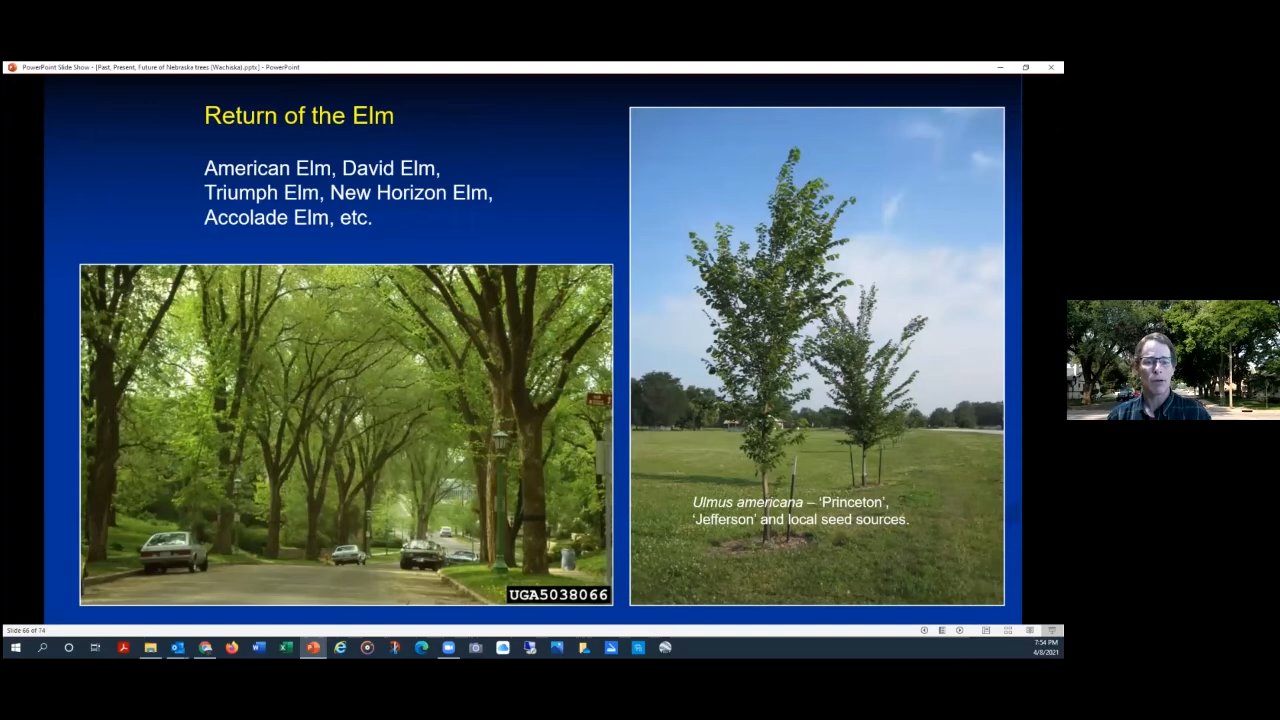 PowerPoint Slide Show - [Past, Present, Future of Nebraska trees (Wachiska).pptx] - PowerPoint
Return of the Elm
American Elm, David Elm,
Triumph Elm, New Horizon Elm,
Accolade Elm, etc.
Ulmus americana – ‘Princeton’,
‘Jefferson’ and local seed sources.
UGA5038066
Slide 66 of 74
7:54 PM
4/8/2021